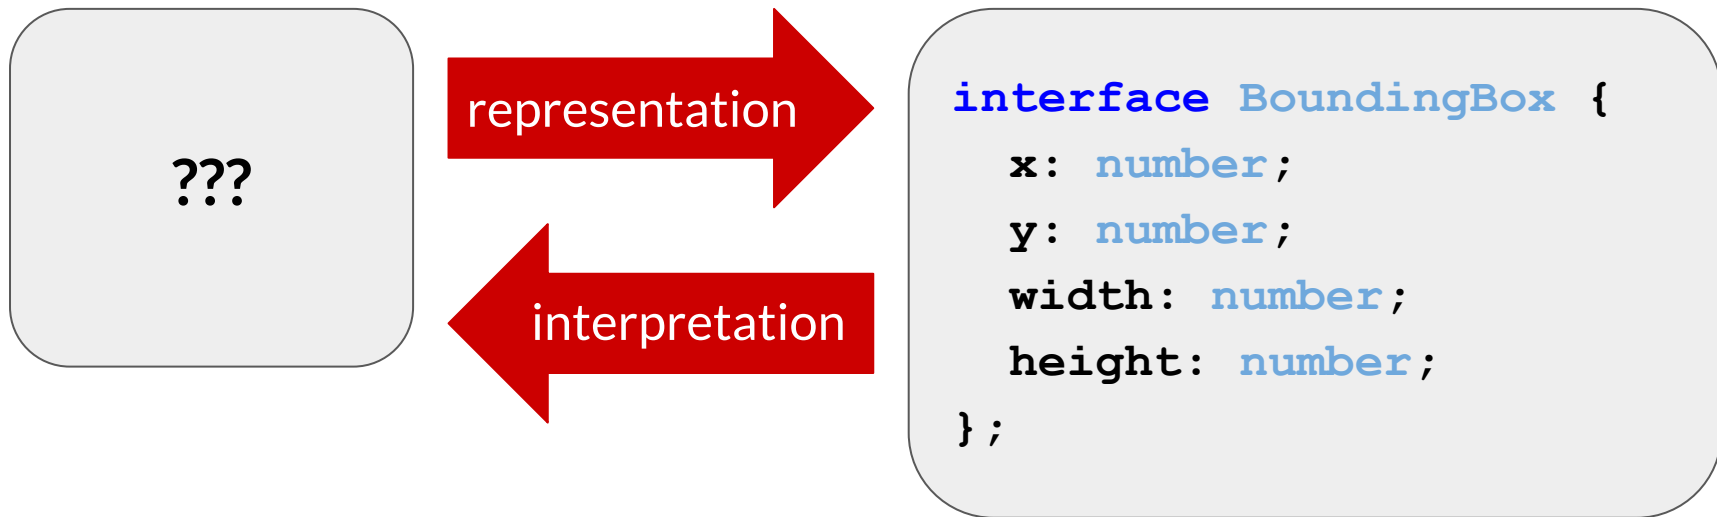 ???
representation
interpretation
interface BoundingBox {
  x: number;
  y: number;
  width: number;
  height: number;
};